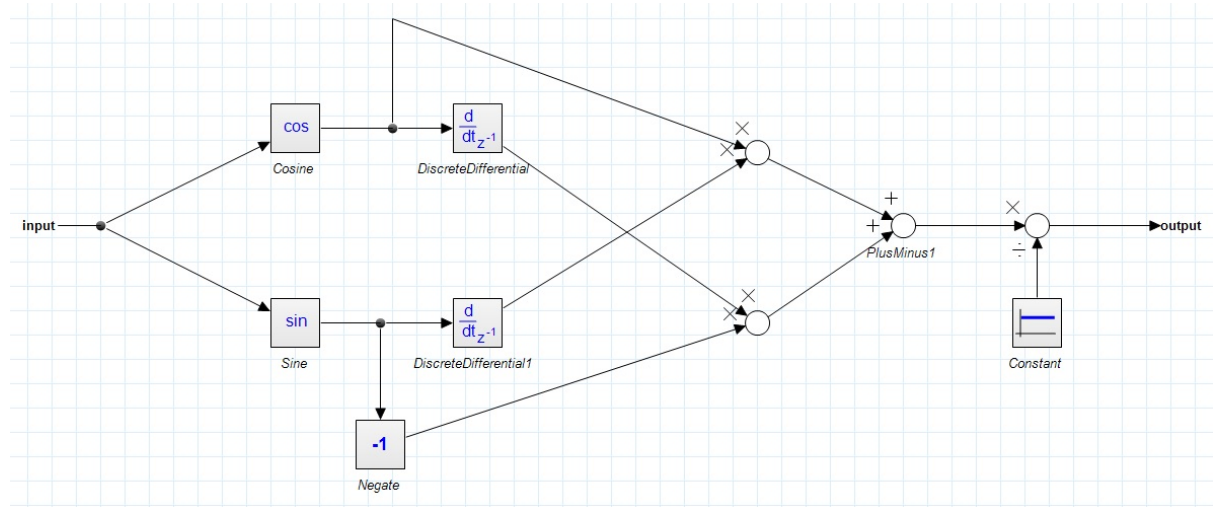 cos
d
dt z-1
Cosine
DiscreteDifferential
×
×
input
+
+
PlusMinus1
×
÷
output
sin
d
dt z-1
Sine
DiscreteDifferential1
×
×
Constant
-1
Negate